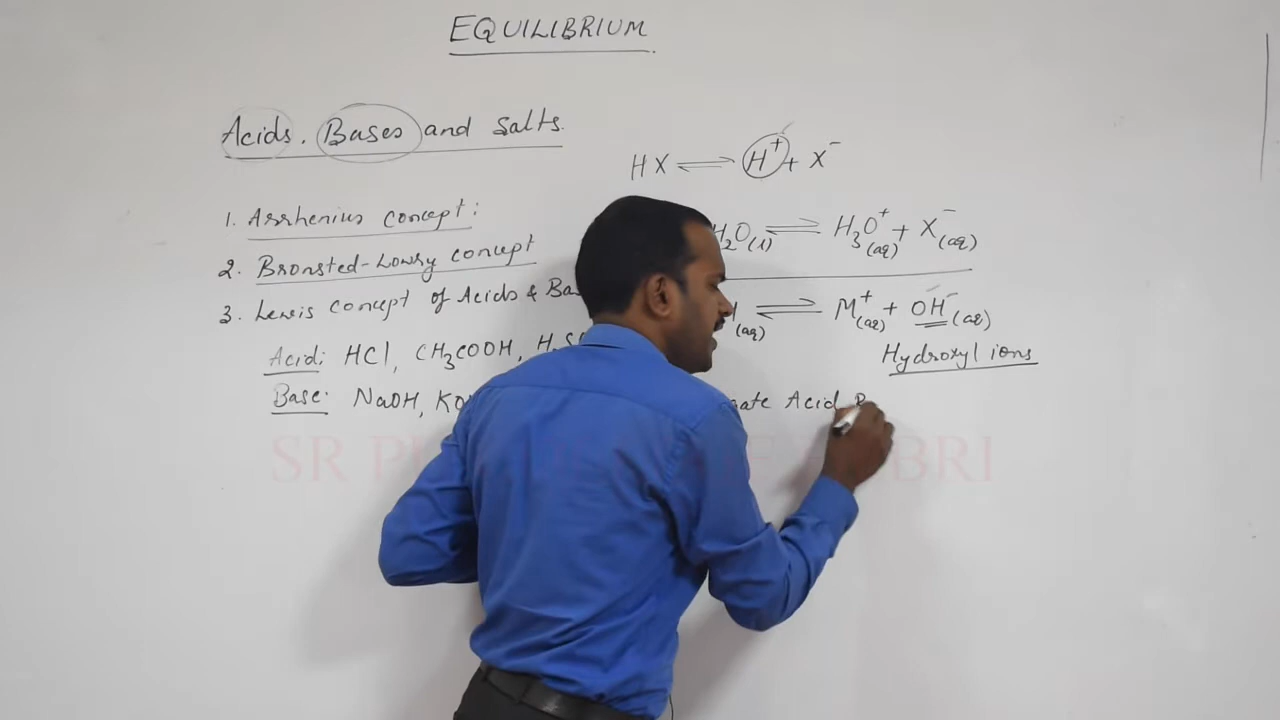 EQUILIBRIUM
Acids, Bases and Salts.
HX ⇌ H⁺ + X⁻
1. Arrhenius concept:
H₂O(l) ⇌ H₃O⁺(aq) + X⁻(aq)
2. Bronsted-Lowry concept
3. Lewis concept of Acids &
(aq) ⇌ M⁺(aq) + OH⁻(aq)
Hydroxyl ions
Acid: HCl, CH₃COOH,
Base: NaOH,
Acid